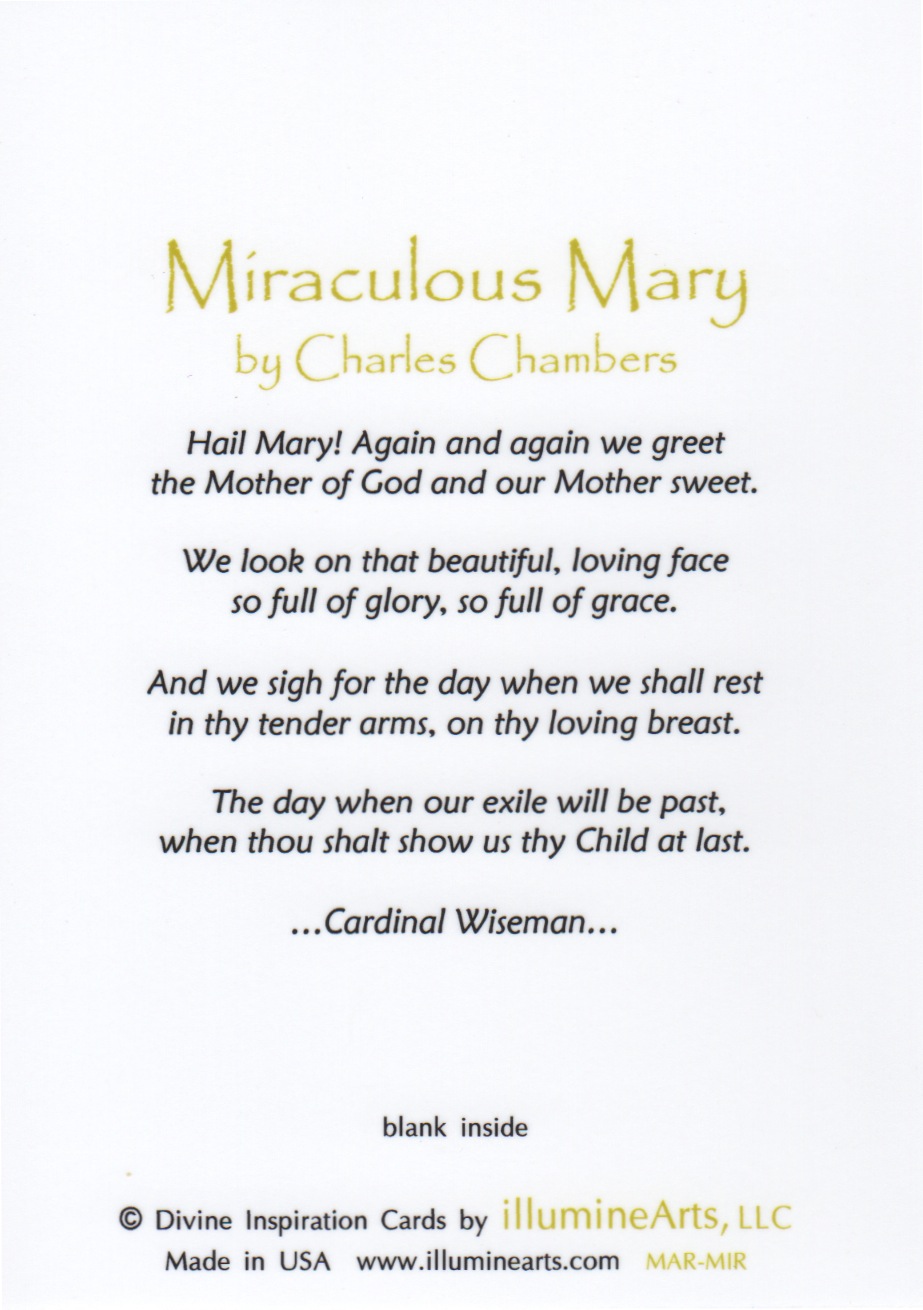 Miraculous Mary
by Charles Chambers
Hail Mary! Again and again we greet
the Mother of God and our Mother sweet.
We look on that beautiful, loving face
so full of glory, so full of grace.
And we sigh for the day when we shall rest
in thy tender arms, on thy loving breast.
The day when our exile will be past,
when thou shalt show us thy Child at last.
...Cardinal Wiseman...
blank inside
© Divine Inspiration Cards by illumineArts, LLC
Made in USA www.illuminearts.com MAR-MIR